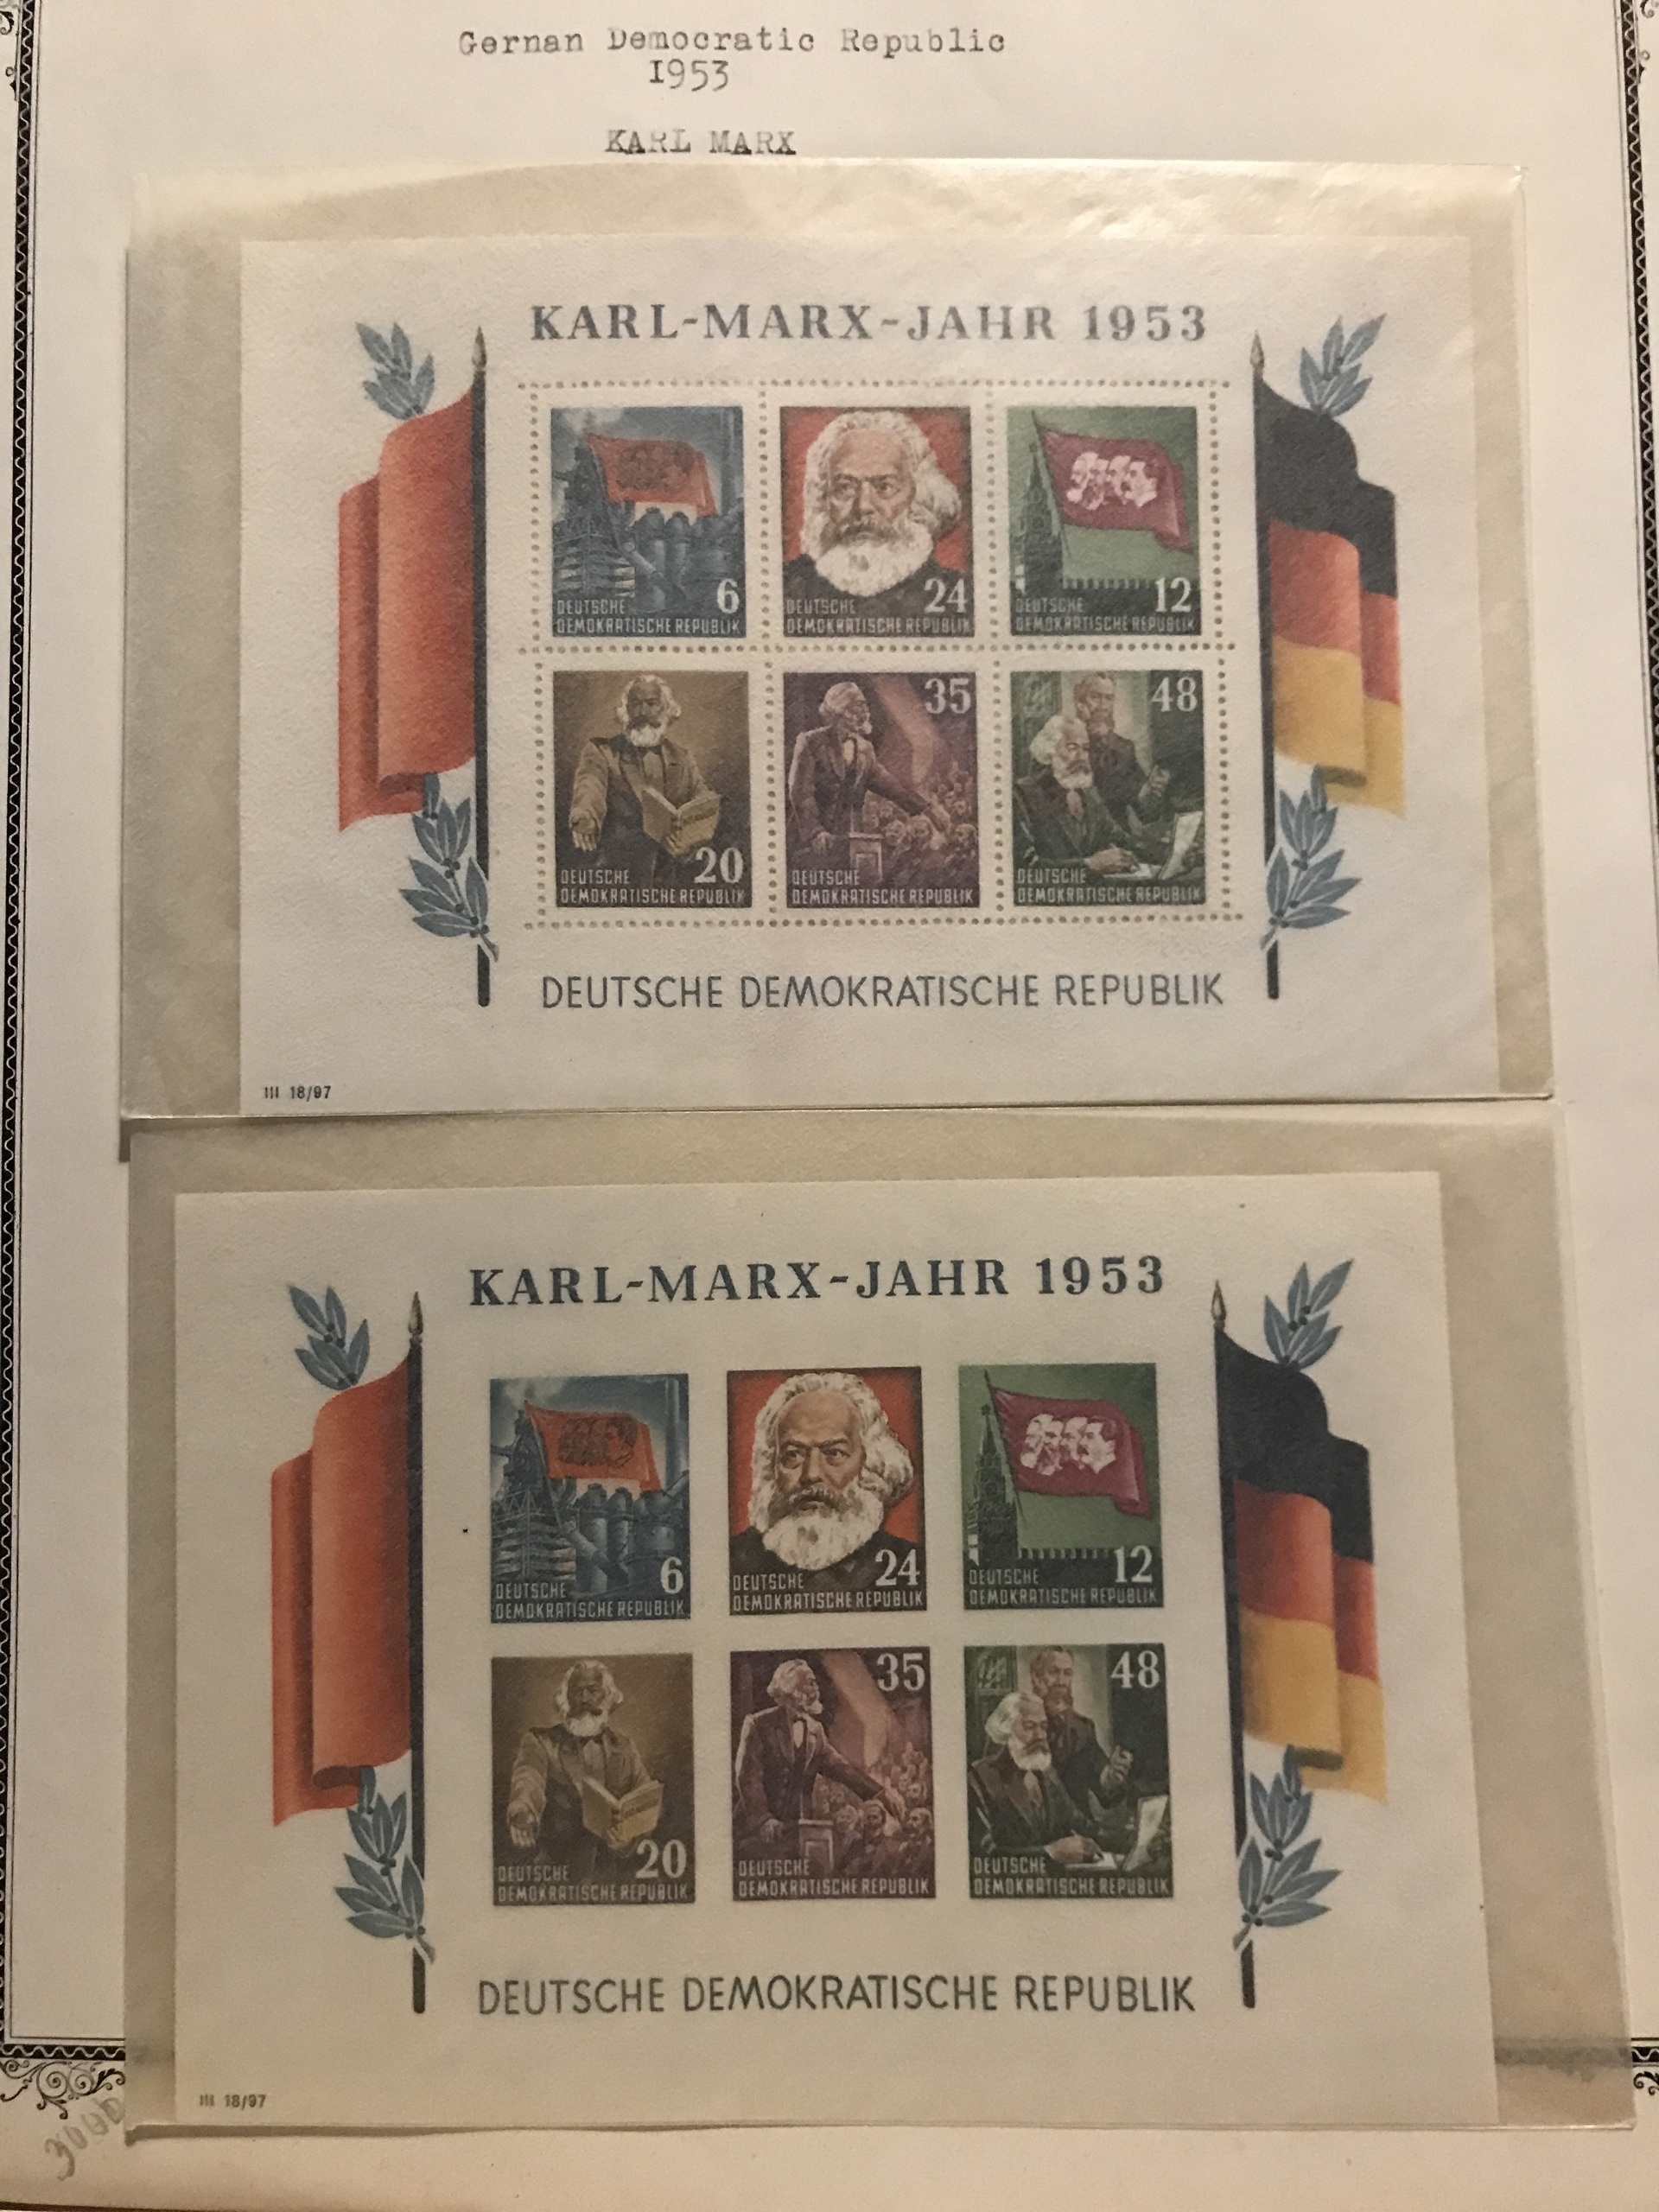 Gernan Democratic Republic
1953
KARL MARX
KARL-MARX-JAHR 1953
6
DEUTSCHE
DEMOKRATISCHE REPUBLIK
24
DEUTSCHE
DEMOKRATISCHE REPUBLIK
12
DEUTSCHE
DEMOKRATISCHE REPUBLIK
20
DEUTSCHE
DEMOKRATISCHE REPUBLIK
35
DEUTSCHE
DEMOKRATISCHE REPUBLIK
48
DEUTSCHE
DEMOKRATISCHE REPUBLIK
DEUTSCHE DEMOKRATISCHE REPUBLIK
III 18/97
KARL-MARX-JAHR 1953
6
DEUTSCHE
DEMOKRATISCHE REPUBLIK
24
DEUTSCHE
DEMOKRATISCHE REPUBLIK
12
DEUTSCHE
DEMOKRATISCHE REPUBLIK
20
DEUTSCHE
DEMOKRATISCHE REPUBLIK
35
DEUTSCHE
DEMOKRATISCHE REPUBLIK
48
DEUTSCHE
DEMOKRATISCHE REPUBLIK
DEUTSCHE DEMOKRATISCHE REPUBLIK
III 18/97